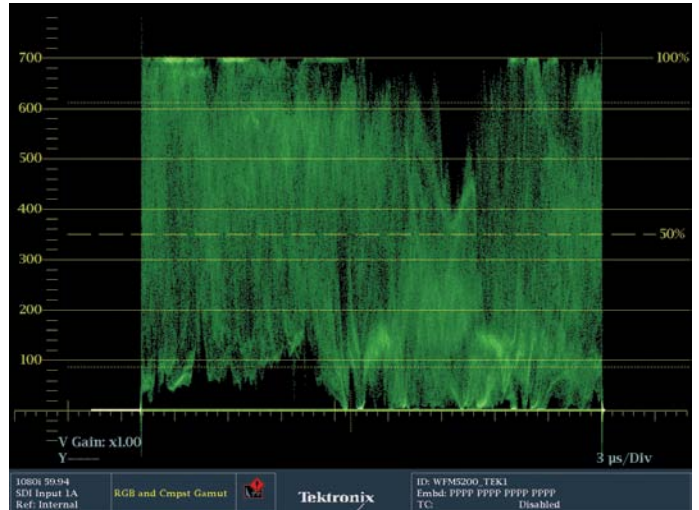 700
100%
600
500
400
50%
300
200
100
V Gain: x1.00
Y----
3 µs/Div
1080i 59.94
SDI Input 1A
Ref: Internal
RGB and Cmpst Gamut
Tektronix
ID: WFM5200_TEK1
Embd: PPPP PPPP PPPP PPPP
TC: Disabled